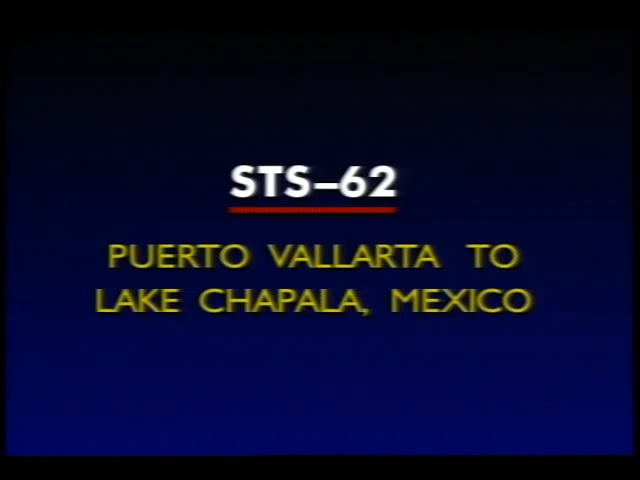 STS–62
PUERTO VALLARTA TO
LAKE CHAPALA, MEXICO